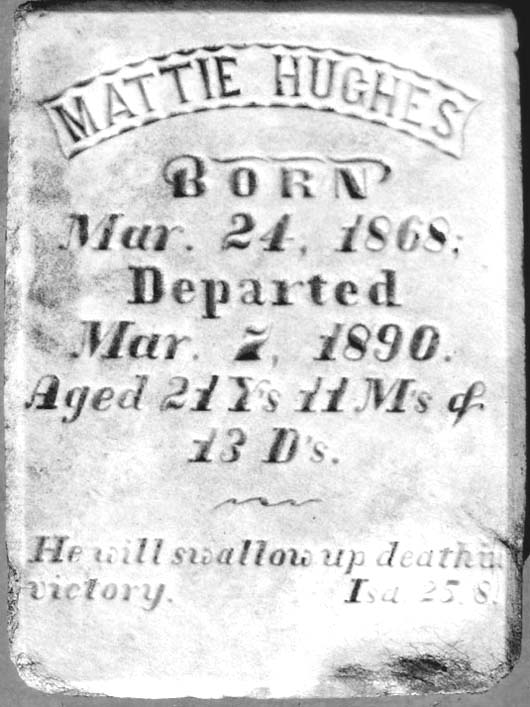 MATTIE HUGHES
BORN
Mar. 24, 1868;
Departed
Mar. 7, 1890.
Aged 21 Y's 11 M's &
13 D's.
He will swallow up death in
victory. Isa 25. 8.